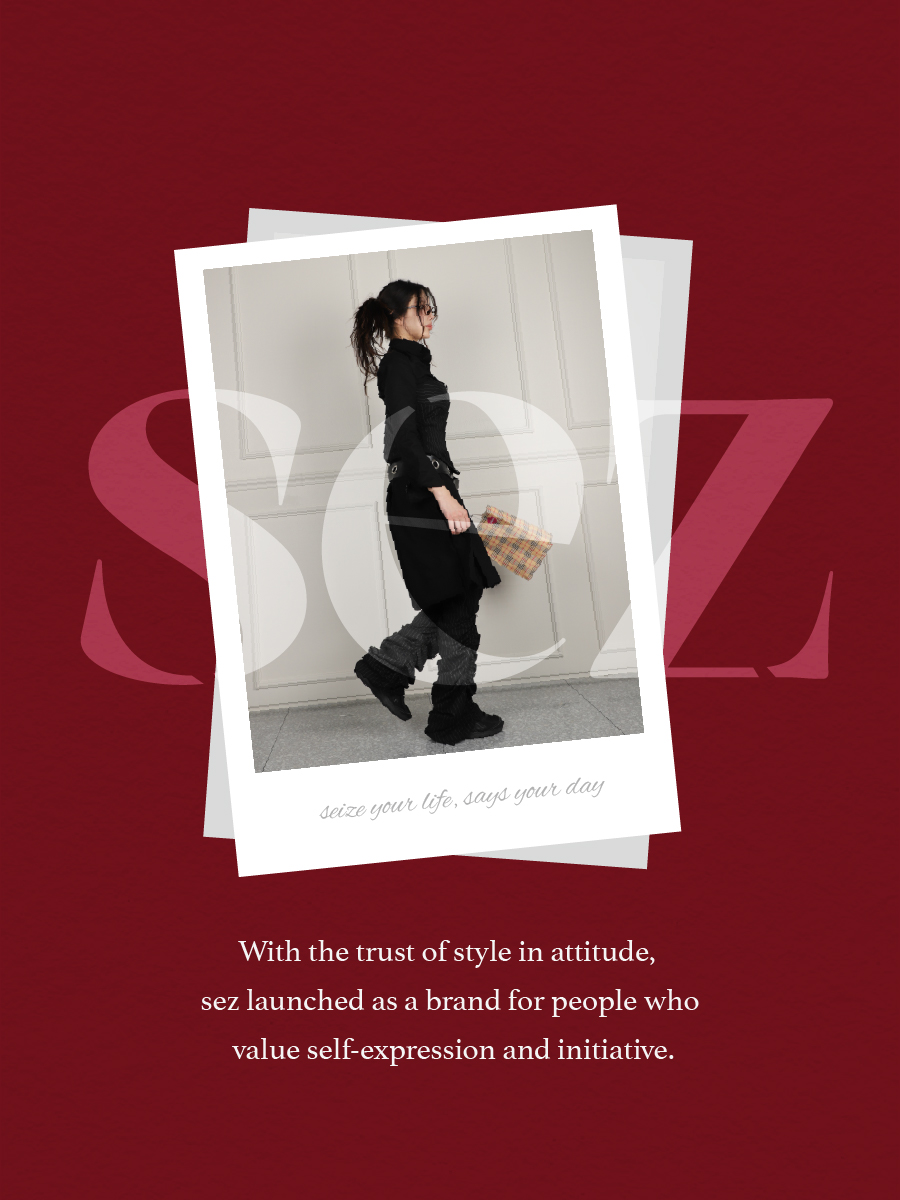 sez
seize your life, says your day
With the trust of style in attitude,
sez launched as a brand for people who
value self-expression and initiative.